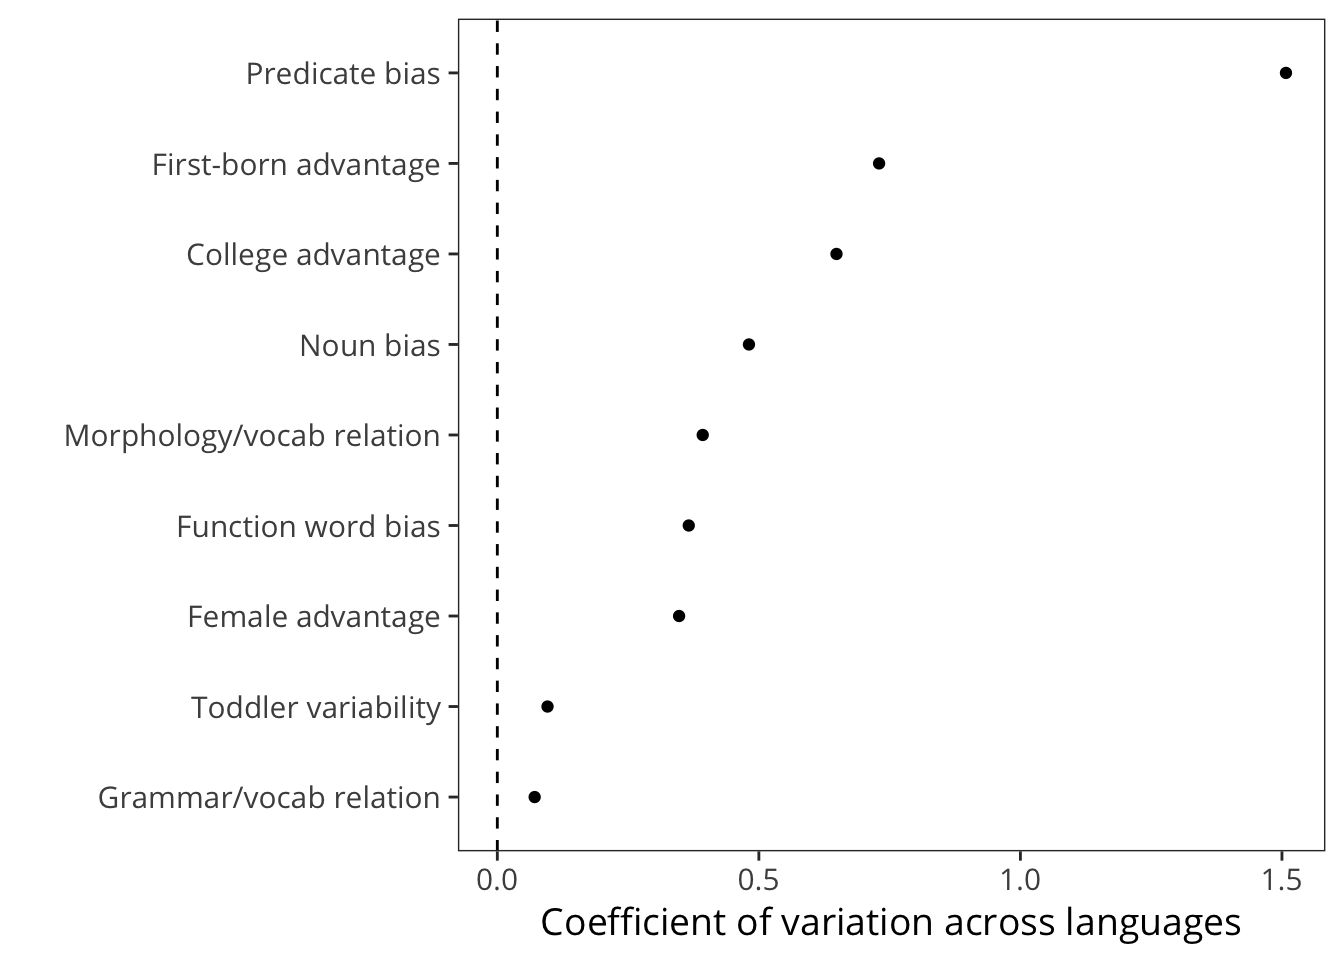 Predicate bias
First-born advantage
College advantage
Noun bias
Morphology/vocab relation
Function word bias
Female advantage
Toddler variability
Grammar/vocab relation
0.0 0.5 1.0 1.5
Coefficient of variation across languages